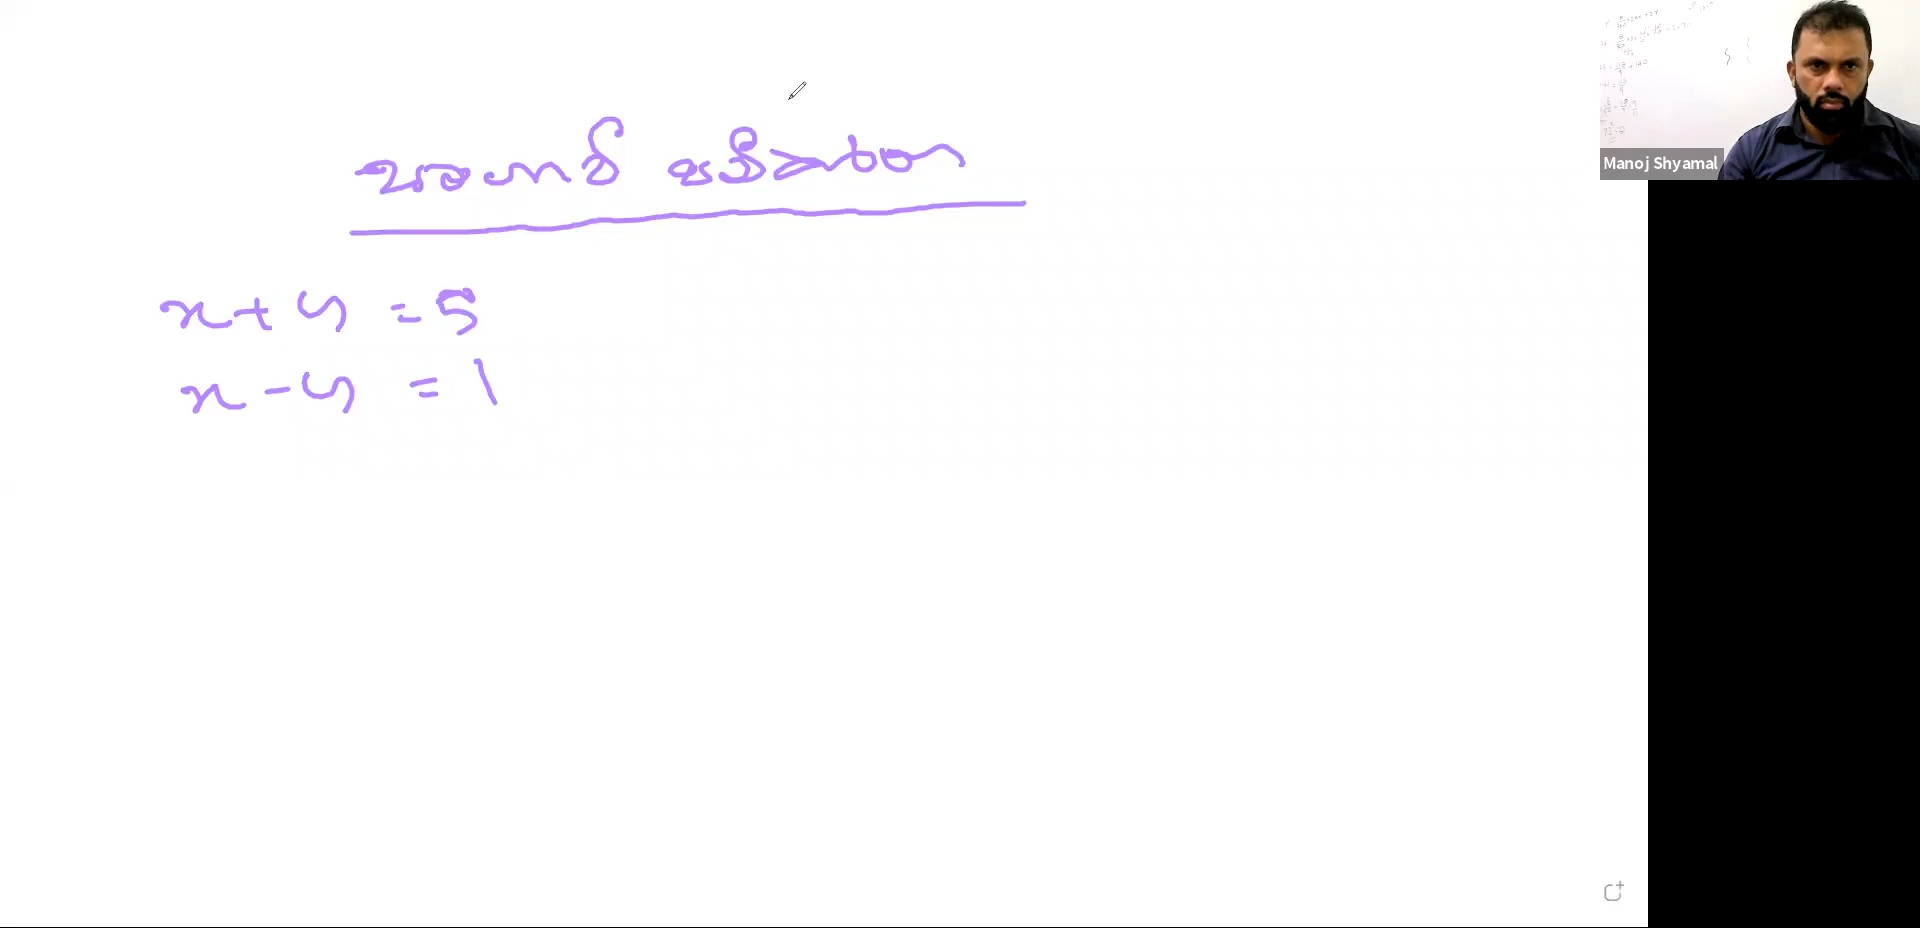 සමගාමී සමීකරණ
x + y = 5
x - y = 1
Manoj Shyamal